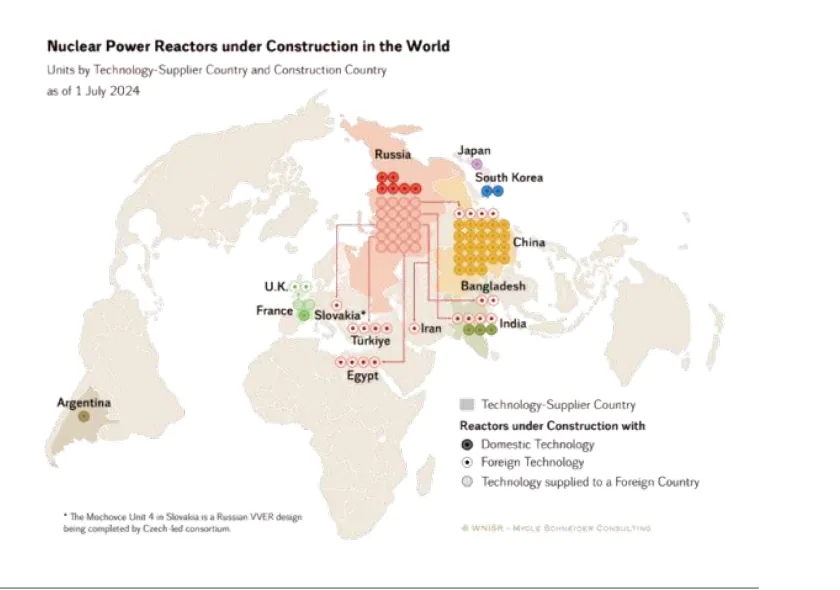 Nuclear Power Reactors under Construction in the World
Units by Technology-Supplier Country and Construction Country
as of 1 July 2024
Japan
Russia
South Korea
China
U.K.
Bangladesh
France
Slovakia*
Iran
India
Türkiye
Egypt
Argentina
Technology-Supplier Country
Reactors under Construction with
Domestic Technology
Foreign Technology
Technology supplied to a Foreign Country
* The Mochovce Unit 4 in Slovakia is a Russian VVER design
being completed by Czech-led consortium.
© WNISR - Mycle Schneider Consulting